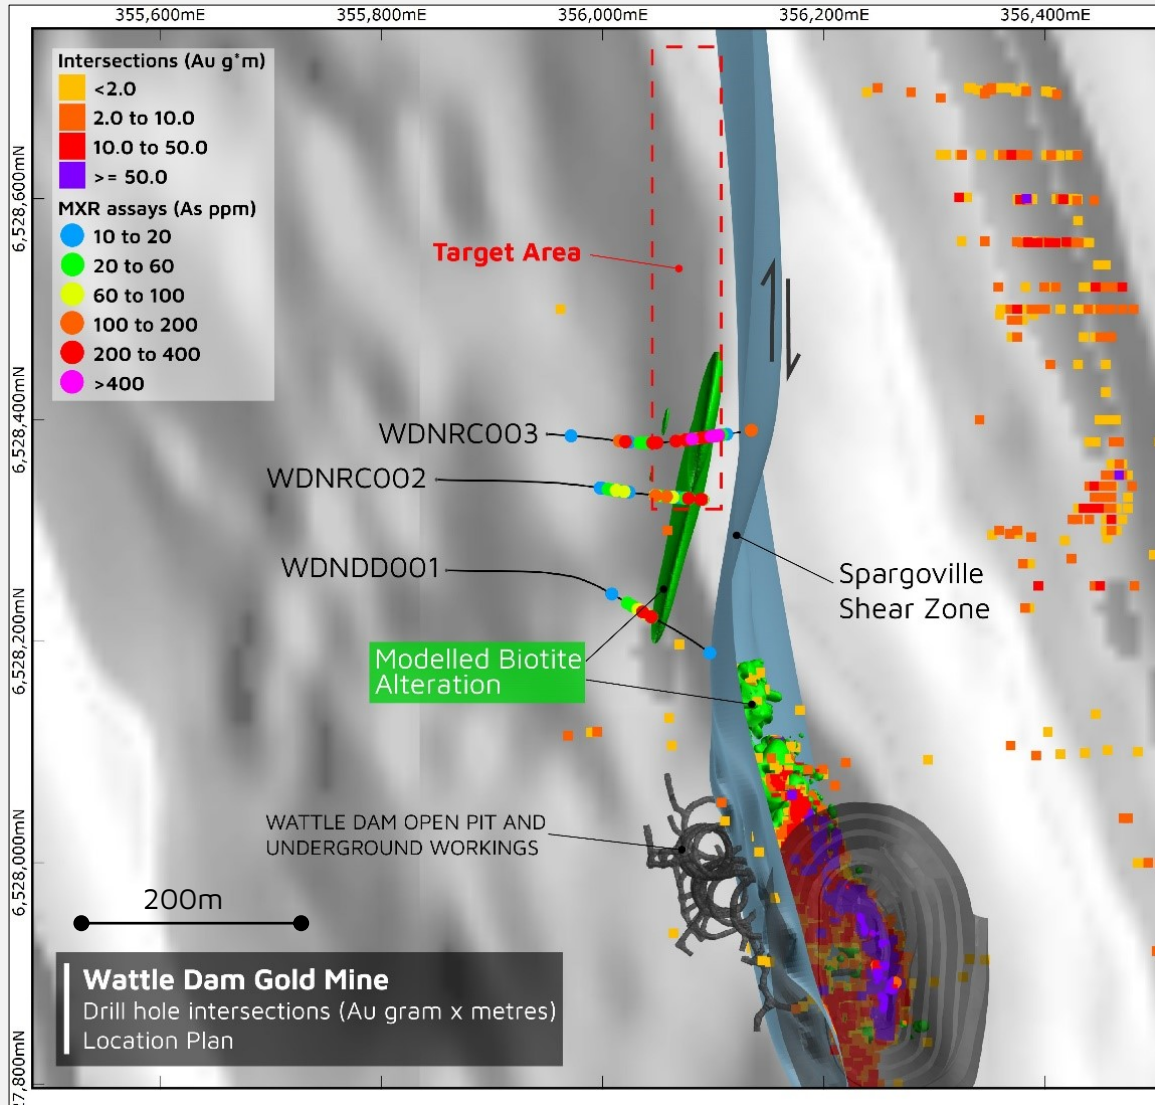 355,600mE
355,800mE
356,000mE
356,200mE
356,400mE
Intersections (Au g*m)
<2.0
2.0 to 10.0
10.0 to 50.0
>= 50.0
MXR assays (As ppm)
10 to 20
20 to 60
60 to 100
100 to 200
200 to 400
>400
6,528,600mN
Target Area
6,528,400mN
WDNRC003
WDNRC002
WDNDD001
Spargoville
Shear Zone
6,528,200mN
Modelled Biotite
Alteration
WATTLE DAM OPEN PIT AND
UNDERGROUND WORKINGS
6,528,000mN
200m
Wattle Dam Gold Mine
Drill hole intersections (Au gram x metres)
Location Plan
7,800mN